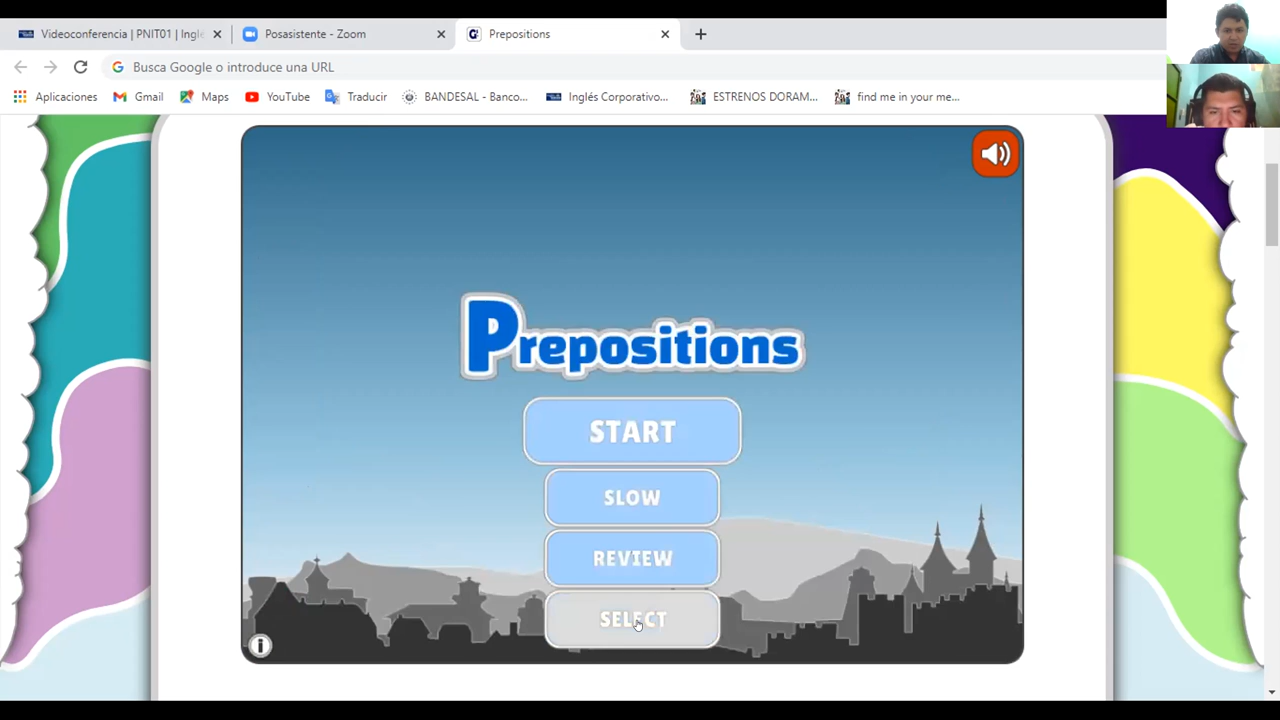 Videoconferencia | PNIT01 | Ingl
Posasistente - Zoom
Prepositions
Busca Google o introduce una URL
Aplicaciones
Gmail
Maps
YouTube
Traducir
BANDESAL - Banco...
Inglés Corporativo...
ESTRENOS DORAM...
find me in your me...
Prepositions
START
SLOW
REVIEW
SELECT